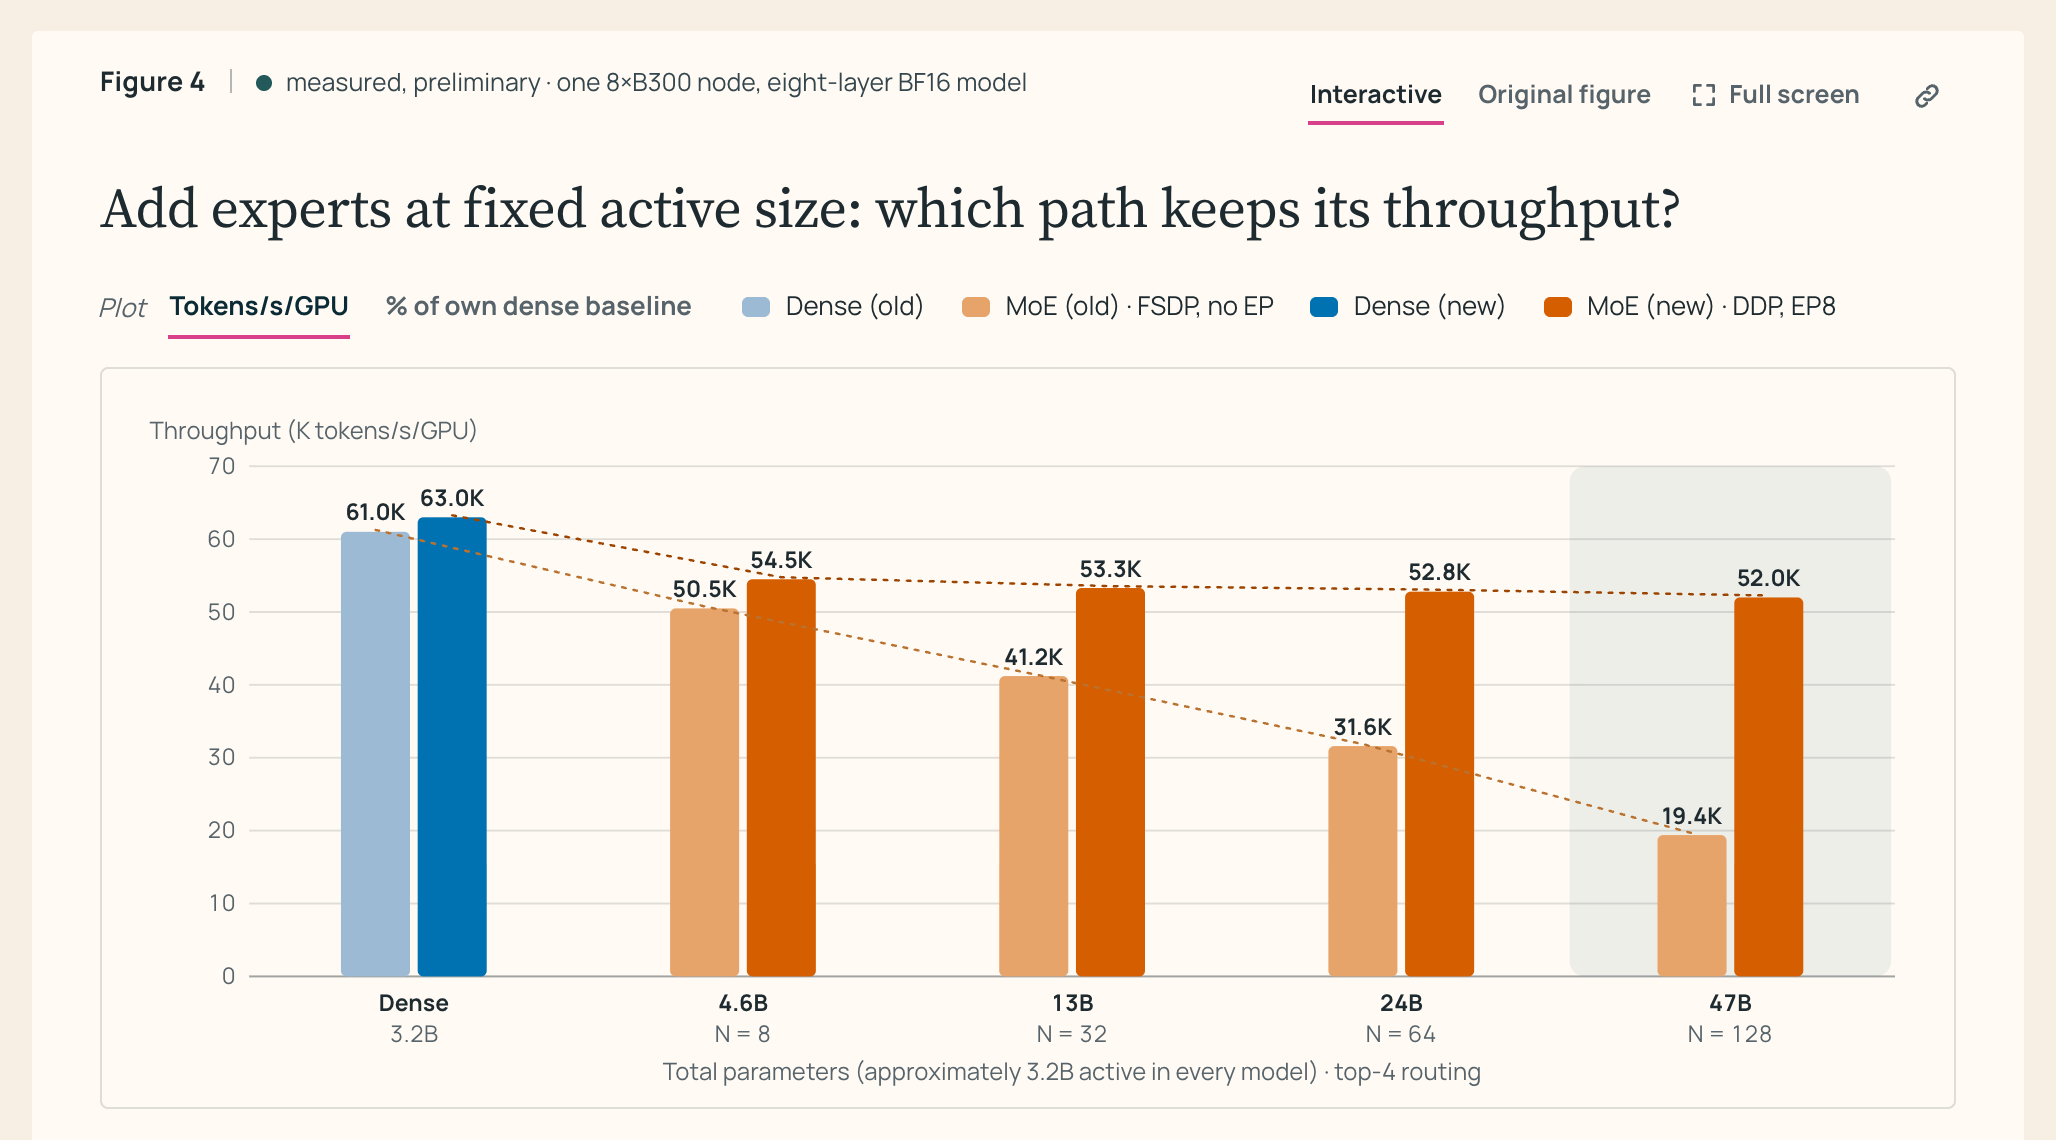 Figure 4
measured, preliminary · one 8×B300 node, eight-layer BF16 model
Interactive
Original figure
Full screen
Add experts at fixed active size: which path keeps its throughput?
Plot
Tokens/s/GPU
% of own dense baseline
Dense (old)
MoE (old) · FSDP, no EP
Dense (new)
MoE (new) · DDP, EP8
Throughput (K tokens/s/GPU)
70
60
50
40
30
20
10
0
61.0K
63.0K
50.5K
54.5K
41.2K
53.3K
31.6K
52.8K
19.4K
52.0K
Dense
3.2B
4.6B
N = 8
13B
N = 32
24B
N = 64
47B
N = 128
Total parameters (approximately 3.2B active in every model) · top-4 routing